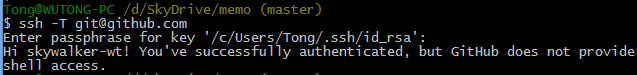 Tong@WUTONG-PC /d/SkyDrive/memo (master)
$ ssh -T git@github.com
Enter passphrase for key '/c/Users/Tong/.ssh/id_rsa':
Hi skywalker-wt! You've successfully authenticated, but GitHub does not provide
shell access.